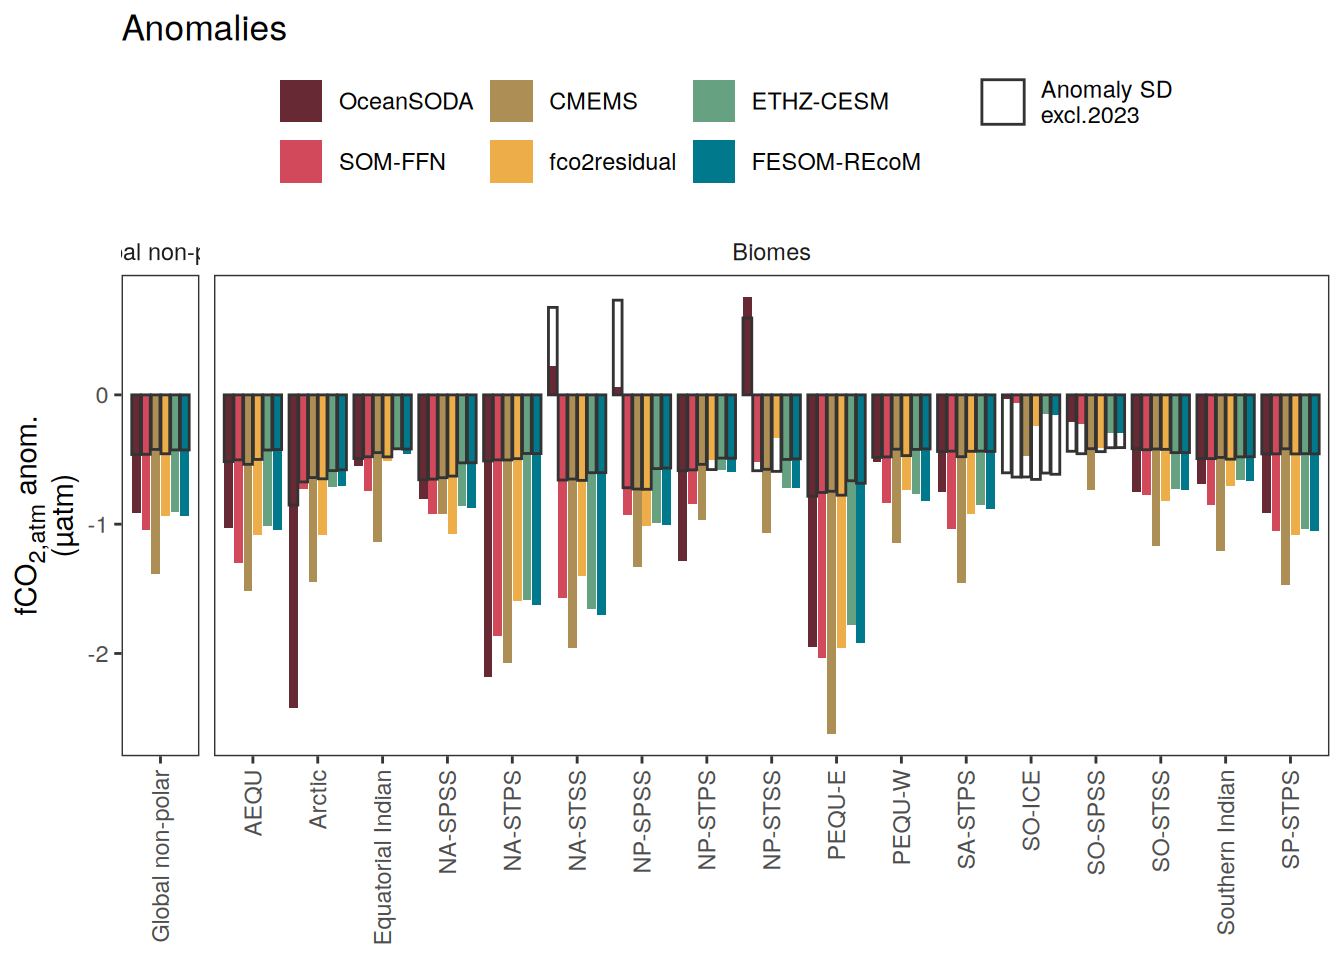 Anomalies
OceanSODA CMEMS ETHZ-CESM
SOM-FFN fco2residual FESOM-REcoM
Anomaly SD
excl.2023
bal non-p Biomes
0
-1
-2
fCO2,atm anom.
(µatm)
Global non-polar
AEQU
Arctic
Equatorial Indian
NA-SPSS
NA-STPS
NA-STSS
NP-SPSS
NP-STPS
NP-STSS
PEQU-E
PEQU-W
SA-STPS
SO-ICE
SO-SPSS
SO-STSS
Southern Indian
SP-STPS